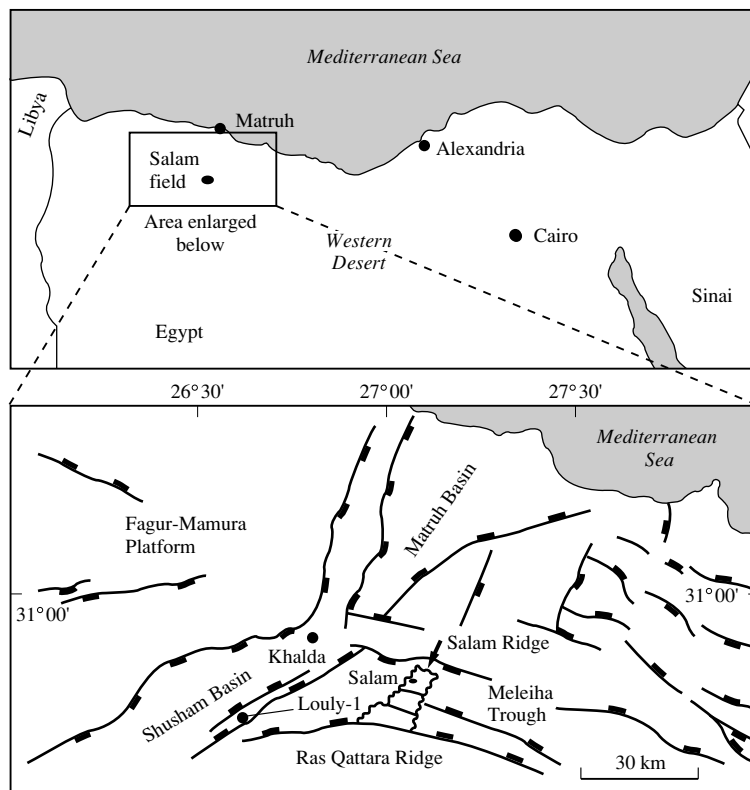 Mediterranean Sea
Libya
Matruh
Alexandria
Salam
field
Area enlarged
below
Western
Desert
Cairo
Sinai
Egypt
26°30'
27°00'
27°30'
Mediterranean
Sea
Matruh Basin
Fagur-Mamura
Platform
31°00'
31°00'
Khalda
Salam Ridge
Shusham Basin
Salam
Louly-1
Meleiha
Trough
Ras Qattara Ridge
30 km